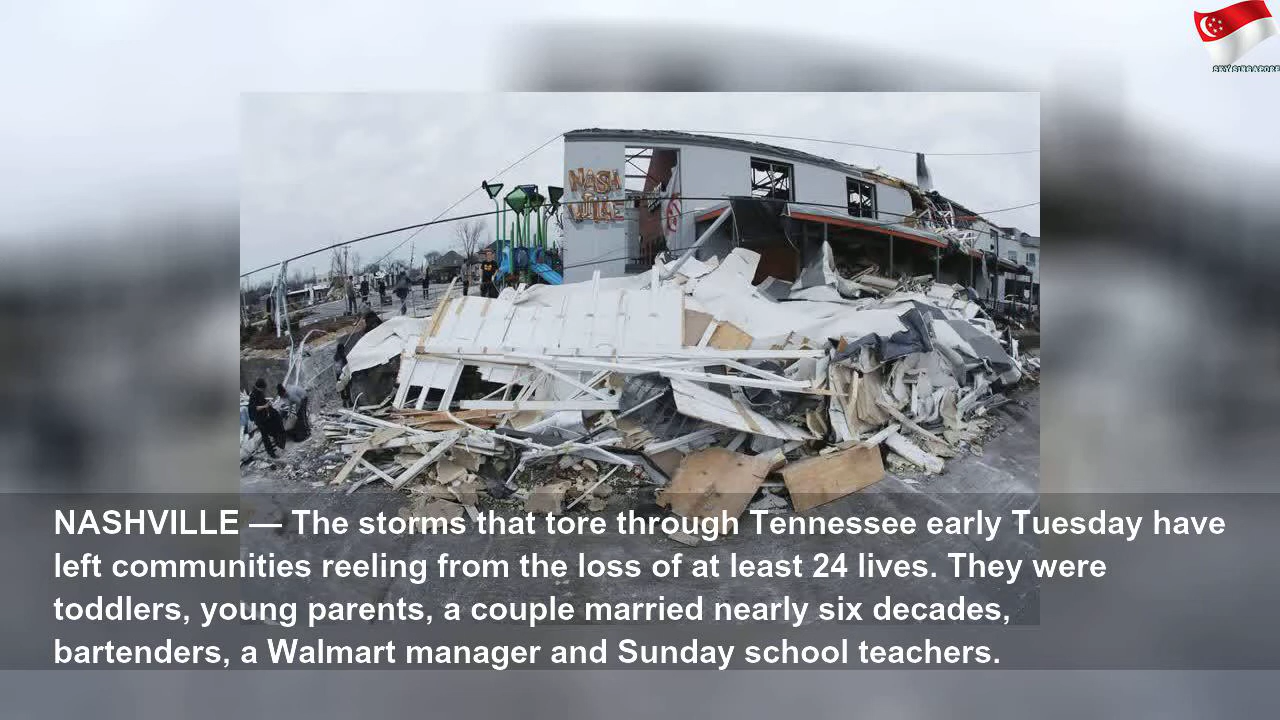 SKY SINGAPORE
NASH
VILLE
NASHVILLE — The storms that tore through Tennessee early Tuesday have
left communities reeling from the loss of at least 24 lives. They were
toddlers, young parents, a couple married nearly six decades,
bartenders, a Walmart manager and Sunday school teachers.